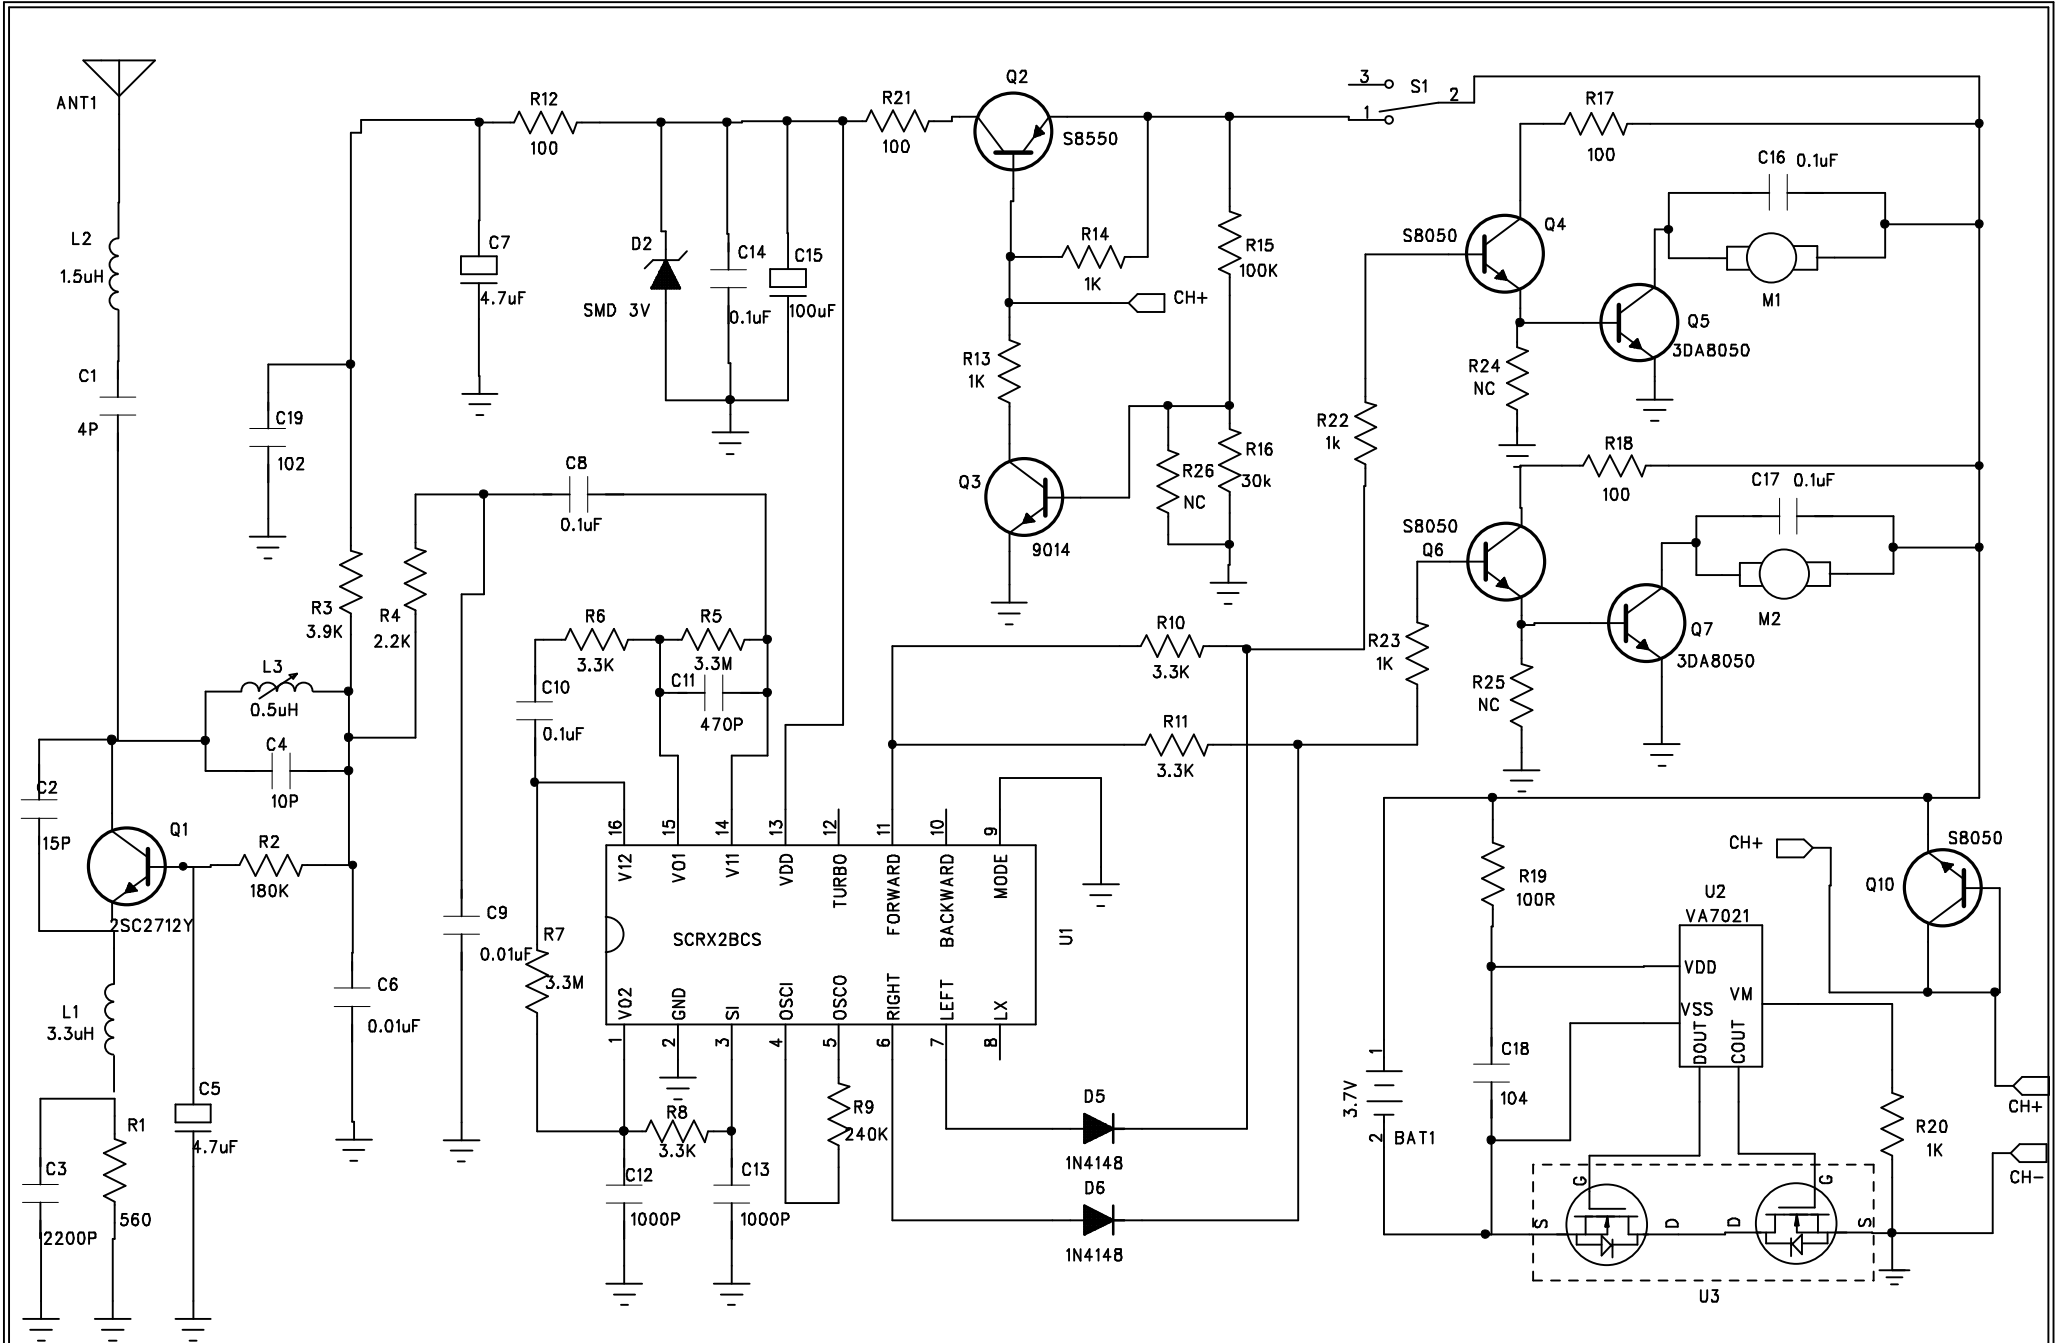 ANT1
L2
1.5uH
C1
4P
R12
100
R21
100
Q2
S8550
3
S1
2
1
R17
100
C16 0.1uF
M1
S8050
Q4
Q5
3DA8050
R24
NC
C7
4.7uF
D2
SMD 3V
C14
0.1uF
C15
100uF
R14
1K
CH+
R15
100K
R13
1K
R22
1k
R16
30k
R26
NC
Q3
9014
C19
102
C8
0.1uF
R18
100
C17 0.1uF
M2
S8050
Q6
Q7
3DA8050
R25
NC
R3
3.9K
R4
2.2K
R6
3.3K
R5
3.3M
C11
470P
C10
0.1uF
R10
3.3K
R23
1K
R11
3.3K
L3
0.5uH
C4
10P
C2
15P
Q1
2SC2712Y
R2
180K
C6
0.01uF
C9
0.01uF
R7
3.3M
L1
3.3uH
C5
4.7uF
R1
560
C3
2200P
16 15 14 13 12 11 10 9
V12 VO1 V11 VDD TURBO FORWARD BACKWARD MODE
SCRX2BCS
U1
VO2 GND SI OSCI OSCO RIGHT LEFT LX
1 2 3 4 5 6 7 8
R8
3.3K
R9
240K
C12
1000P
C13
1000P
D5
1N4148
D6
1N4148
CH+
S8050
Q10
R19
100R
U2
VA7021
VDD
VM
VSS
DOUT
COUT
C18
104
1
3.7V
2
BAT1
R20
1K
CH+
CH-
G
G
S
D
D
S
U3